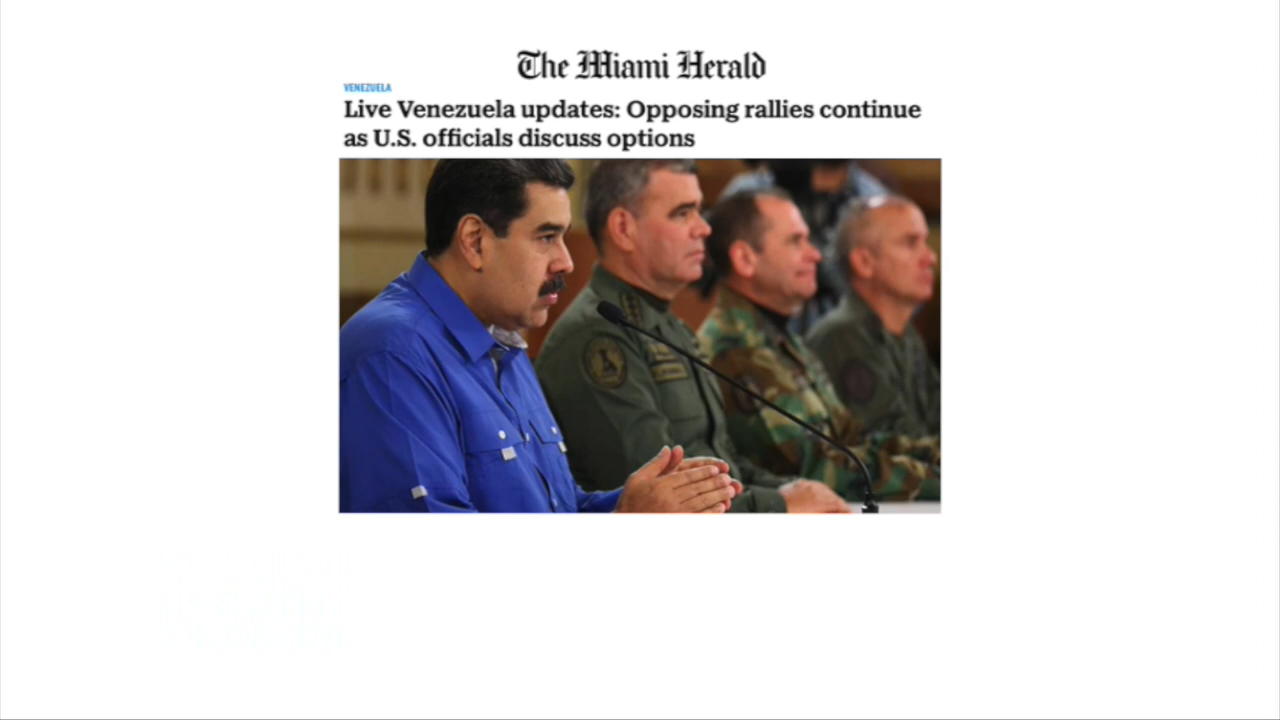 The Miami Herald
VENEZUELA
Live Venezuela updates: Opposing rallies continue
as U.S. officials discuss options